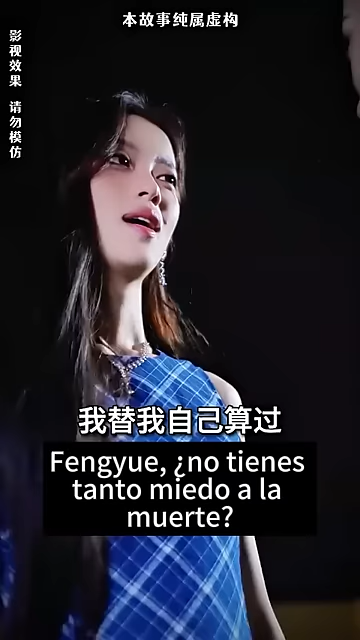 本故事纯属虚构
影视效果 请勿模仿
我替我自己算过
Fengyue, ¿no tienes
tanto miedo a la
muerte?